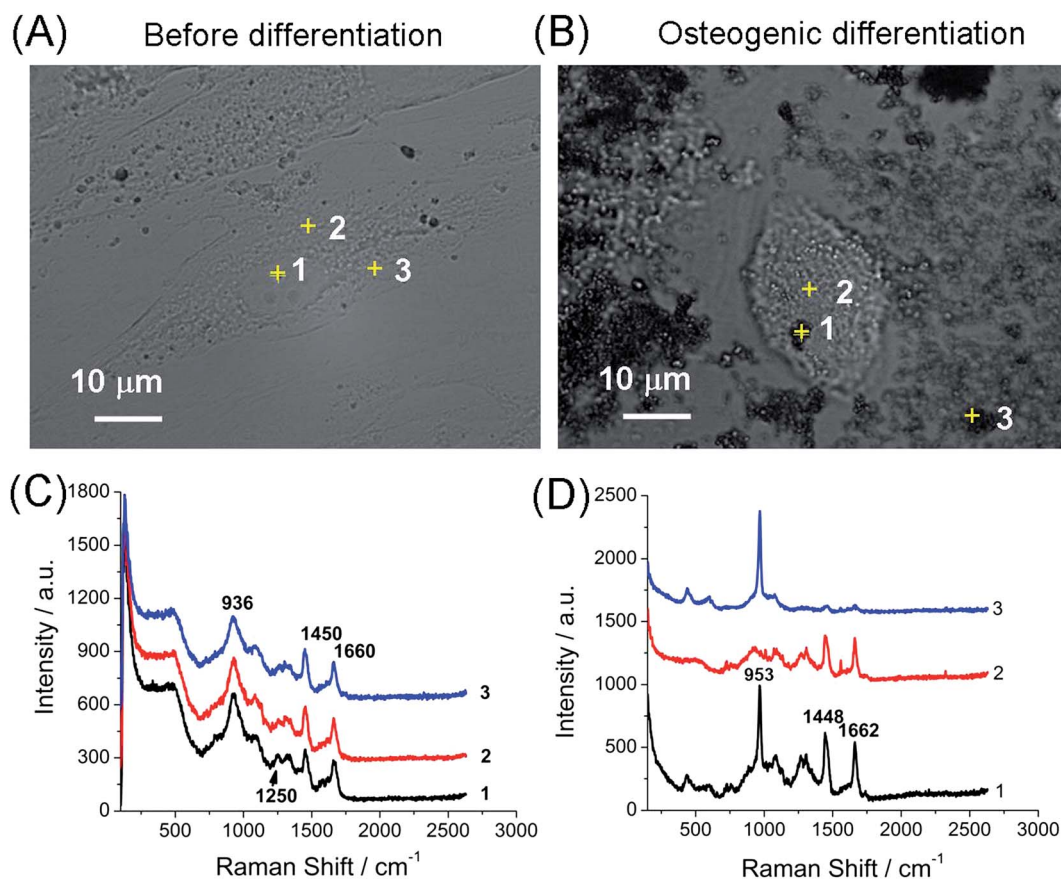 (A) Before differentiation
(B) Osteogenic differentiation
2
1
3
10 μm
2
1
10 μm
3
(C)
1800
1500
1200
900
600
300
0
Intensity / a.u.
936
1450
1660
3
2
1250
1
500 1000 1500 2000 2500 3000
Raman Shift / cm⁻¹
(D)
2500
2000
1500
1000
500
0
Intensity / a.u.
3
2
953
1448
1662
1
500 1000 1500 2000 2500 3000
Raman Shift / cm⁻¹